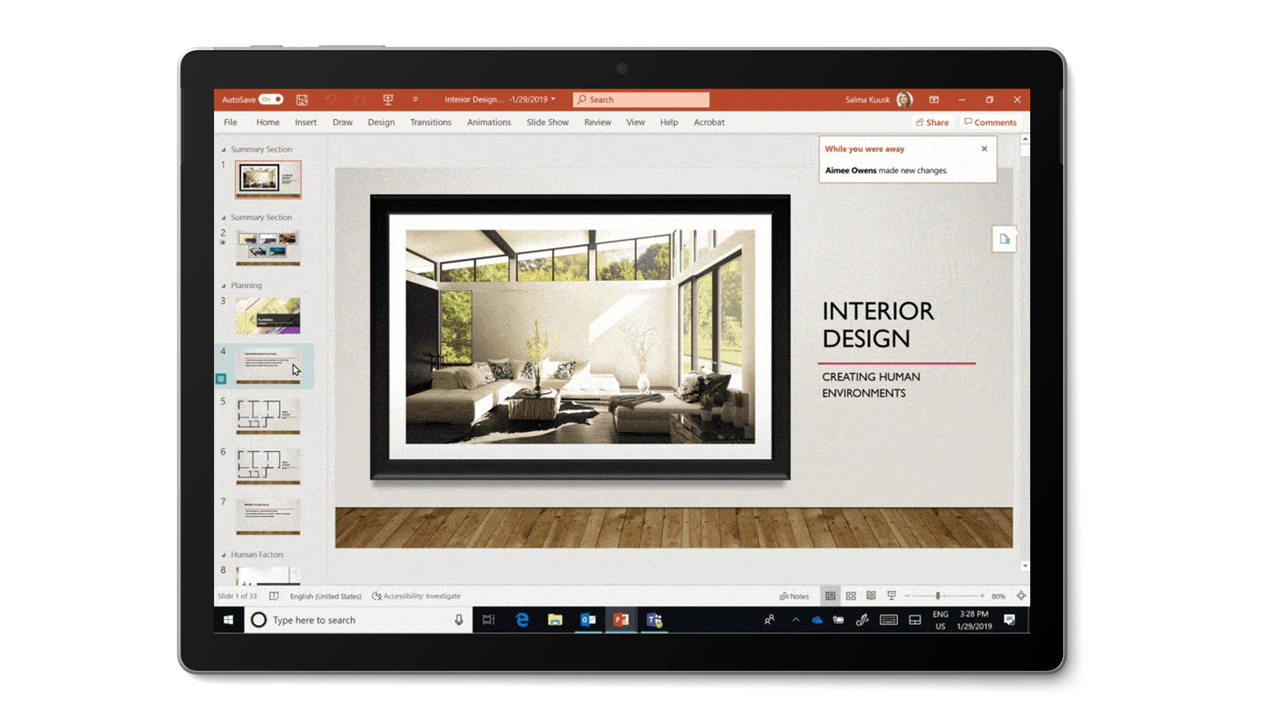 AutoSave On
Interior Design... -1/29/2019
Search
Salma Kuusk
File Home Insert Draw Design Transitions Animations Slide Show Review View Help Acrobat
Share Comments
Summary Section
1
Summary Section
2
Planning
3
4
5
6
7
Human Factors
8
While you were away
Aimee Owens made new changes.
INTERIOR
DESIGN
CREATING HUMAN
ENVIRONMENTS
Slide 1 of 33 English (United States) Accessibility: Investigate Notes 80%
Type here to search
ENG
US
3:28 PM
1/29/2019